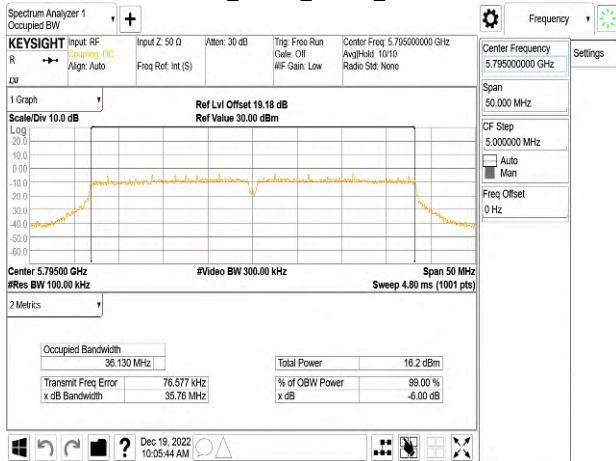 Spectrum Analyzer 1
Occupied BW
Frequency
KEYSIGHT
R
Input: RF
Coupling: DC
Align: Auto
Input Z: 50 Ω
Freq Ref: Int (S)
Atten: 30 dB
Trig: Free Run
Gate: Off
#IF Gain: Low
Center Freq: 5.795000000 GHz
Avg|Hold: 10/10
Radio Std: None
Center Frequency
5.795000000 GHz
Settings
Span
50.000 MHz
CF Step
5.000000 MHz
Auto
Man
Freq Offset
0 Hz
1 Graph
Scale/Div 10.0 dB
Ref Lvl Offset 19.18 dB
Ref Value 30.00 dBm
Log
20.0
10.0
0.00
-10.0
-20.0
-30.0
-40.0
-50.0
-60.0
Center 5.79500 GHz
#Video BW 300.00 kHz
Span 50 MHz
#Res BW 100.00 kHz
Sweep 4.80 ms (1001 pts)
2 Metrics
Occupied Bandwidth
36.130 MHz
Total Power 16.2 dBm
Transmit Freq Error 76.577 kHz
% of OBW Power 99.00 %
x dB Bandwidth 35.76 MHz
x dB -6.00 dB
?
Dec 19, 2022
10:05:44 AM